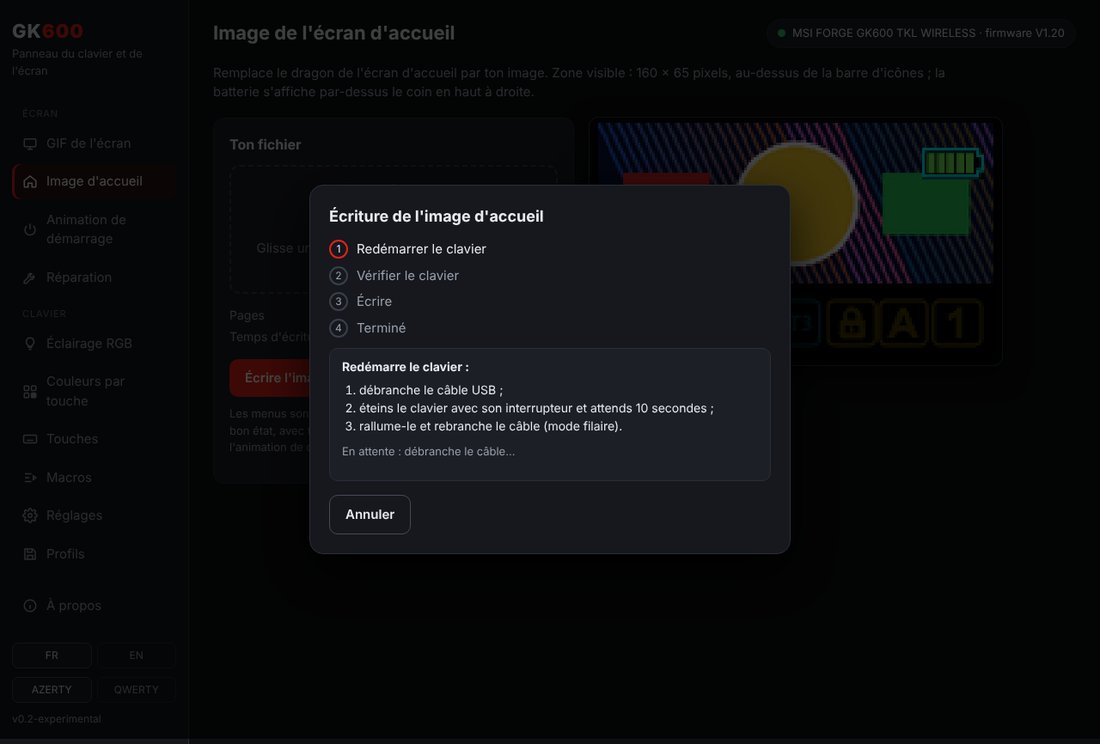 GK600
Panneau du clavier et de
l'écran
ÉCRAN
GIF de l'écran
Image d'accueil
Animation de
démarrage
Réparation
CLAVIER
Éclairage RGB
Couleurs par
touche
Touches
Macros
Réglages
Profils
À propos
FR
EN
AZERTY
QWERTY
v0.2-experimental
Image de l'écran d'accueil
MSI FORGE GK600 TKL WIRELESS · firmware V1.20
Remplace le dragon de l'écran d'accueil par ton image. Zone visible : 160 × 65 pixels, au-dessus de la barre d'icônes ; la
batterie s'affiche par-dessus le coin en haut à droite.
Ton fichier
Glisse
Pages
Temps
Écrire
Les menus
bon état, avec
l'animation de
A
1
Écriture de l'image d'accueil
1 Redémarrer le clavier
2 Vérifier le clavier
3 Écrire
4 Terminé
Redémarre le clavier :
1. débranche le câble USB ;
2. éteins le clavier avec son interrupteur et attends 10 secondes ;
3. rallume-le et rebranche le câble (mode filaire).
En attente : débranche le câble...
Annuler